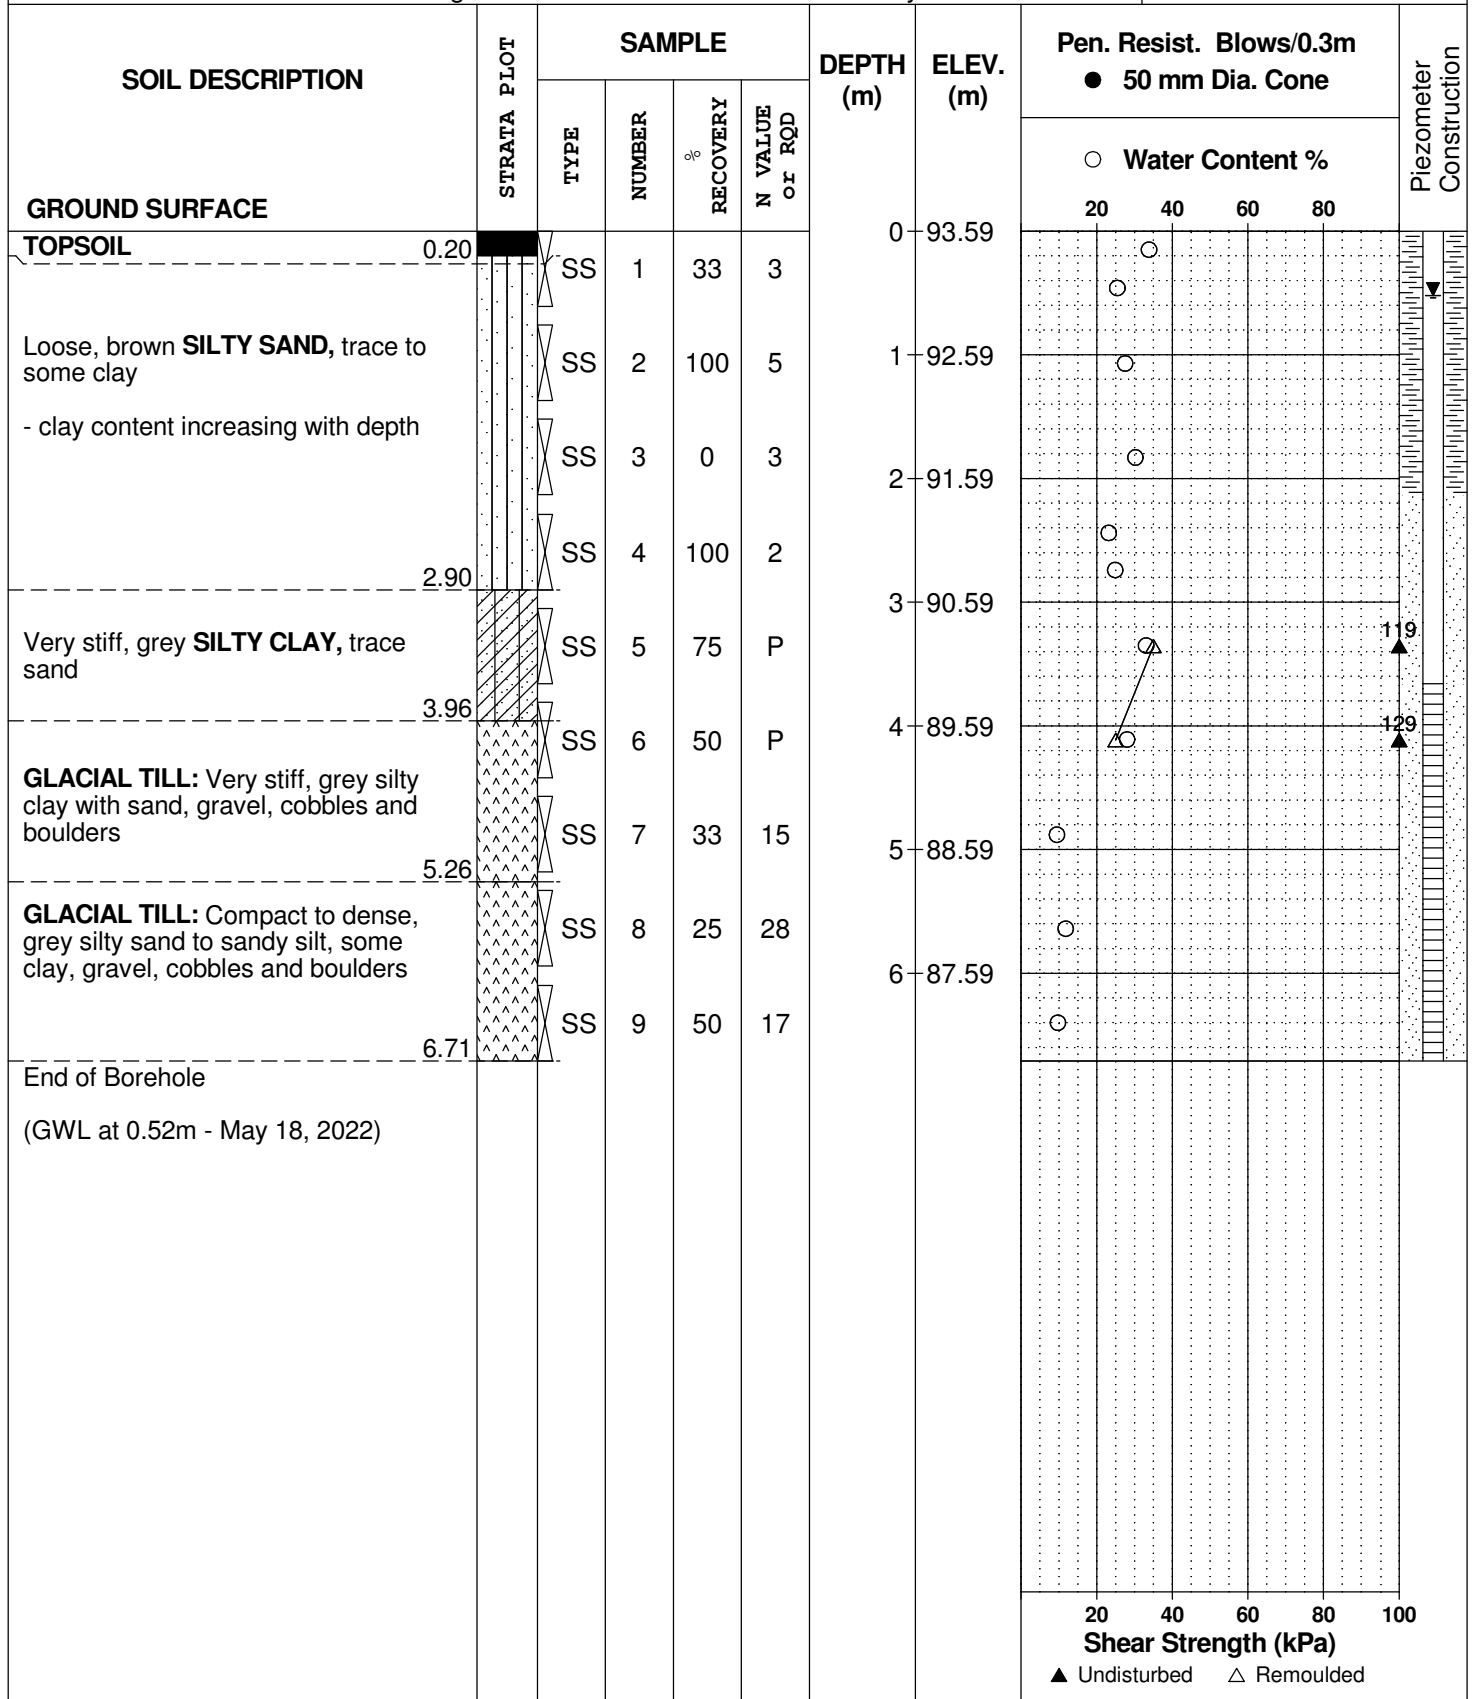 SOIL DESCRIPTION
GROUND SURFACE
STRATA PLOT
SAMPLE
TYPE
NUMBER
%
RECOVERY
N VALUE
or RQD
DEPTH
(m)
ELEV.
(m)
Pen. Resist. Blows/0.3m
● 50 mm Dia. Cone
○ Water Content %
20 40 60 80
Piezometer
Construction
TOPSOIL 0.20
Loose, brown SILTY SAND, trace to
some clay
- clay content increasing with depth
2.90
Very stiff, grey SILTY CLAY, trace
sand
3.96
GLACIAL TILL: Very stiff, grey silty
clay with sand, gravel, cobbles and
boulders
5.26
GLACIAL TILL: Compact to dense,
grey silty sand to sandy silt, some
clay, gravel, cobbles and boulders
6.71
End of Borehole
(GWL at 0.52m - May 18, 2022)
SS 1 33 3
SS 2 100 5
SS 3 0 3
SS 4 100 2
SS 5 75 P
SS 6 50 P
SS 7 33 15
SS 8 25 28
SS 9 50 17
0 93.59
1 92.59
2 91.59
3 90.59
4 89.59
5 88.59
6 87.59
119
129
20 40 60 80 100
Shear Strength (kPa)
▲ Undisturbed △ Remoulded